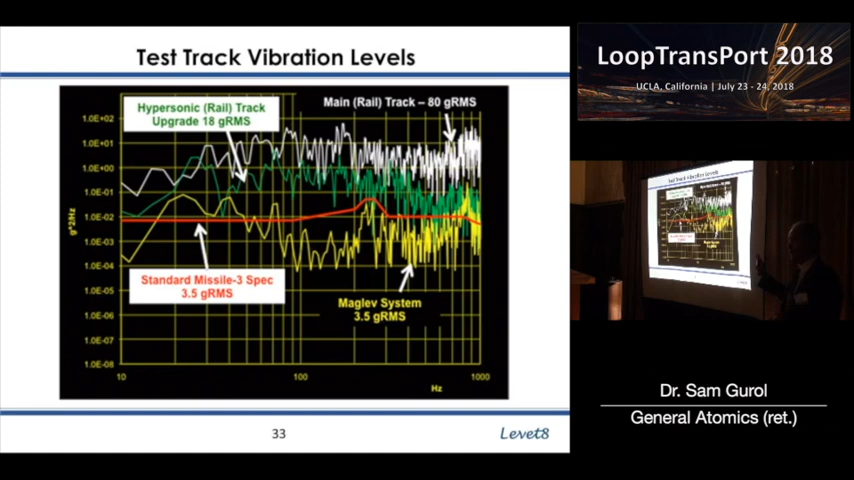 Test Track Vibration Levels
Hypersonic (Rail) Track
Upgrade 18 gRMS
Main (Rail) Track – 80 gRMS
1.0E+02
1.0E+01
1.0E+00
1.0E-01
1.0E-02
1.0E-03
1.0E-04
1.0E-05
1.0E-06
1.0E-07
1.0E-08
g^2/Hz
Standard Missile-3 Spec
3.5 gRMS
Maglev System
3.5 gRMS
10
100
1000
Hz
33
Levet8
LoopTransPort 2018
UCLA, California | July 23 - 24, 2018
Test Track Vibration Levels
Dr. Sam Gurol
General Atomics (ret.)